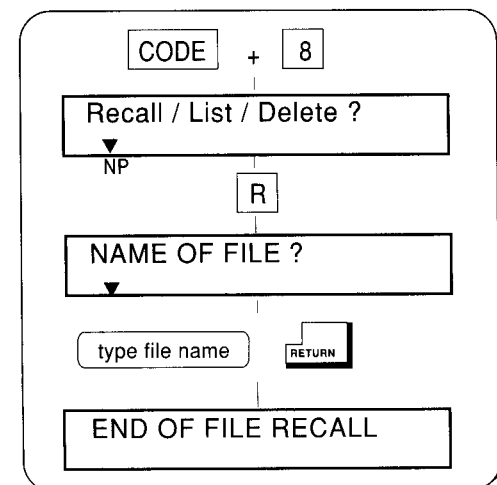 CODE + 8
Recall / List / Delete ?
NP
R
NAME OF FILE ?
type file name RETURN
END OF FILE RECALL